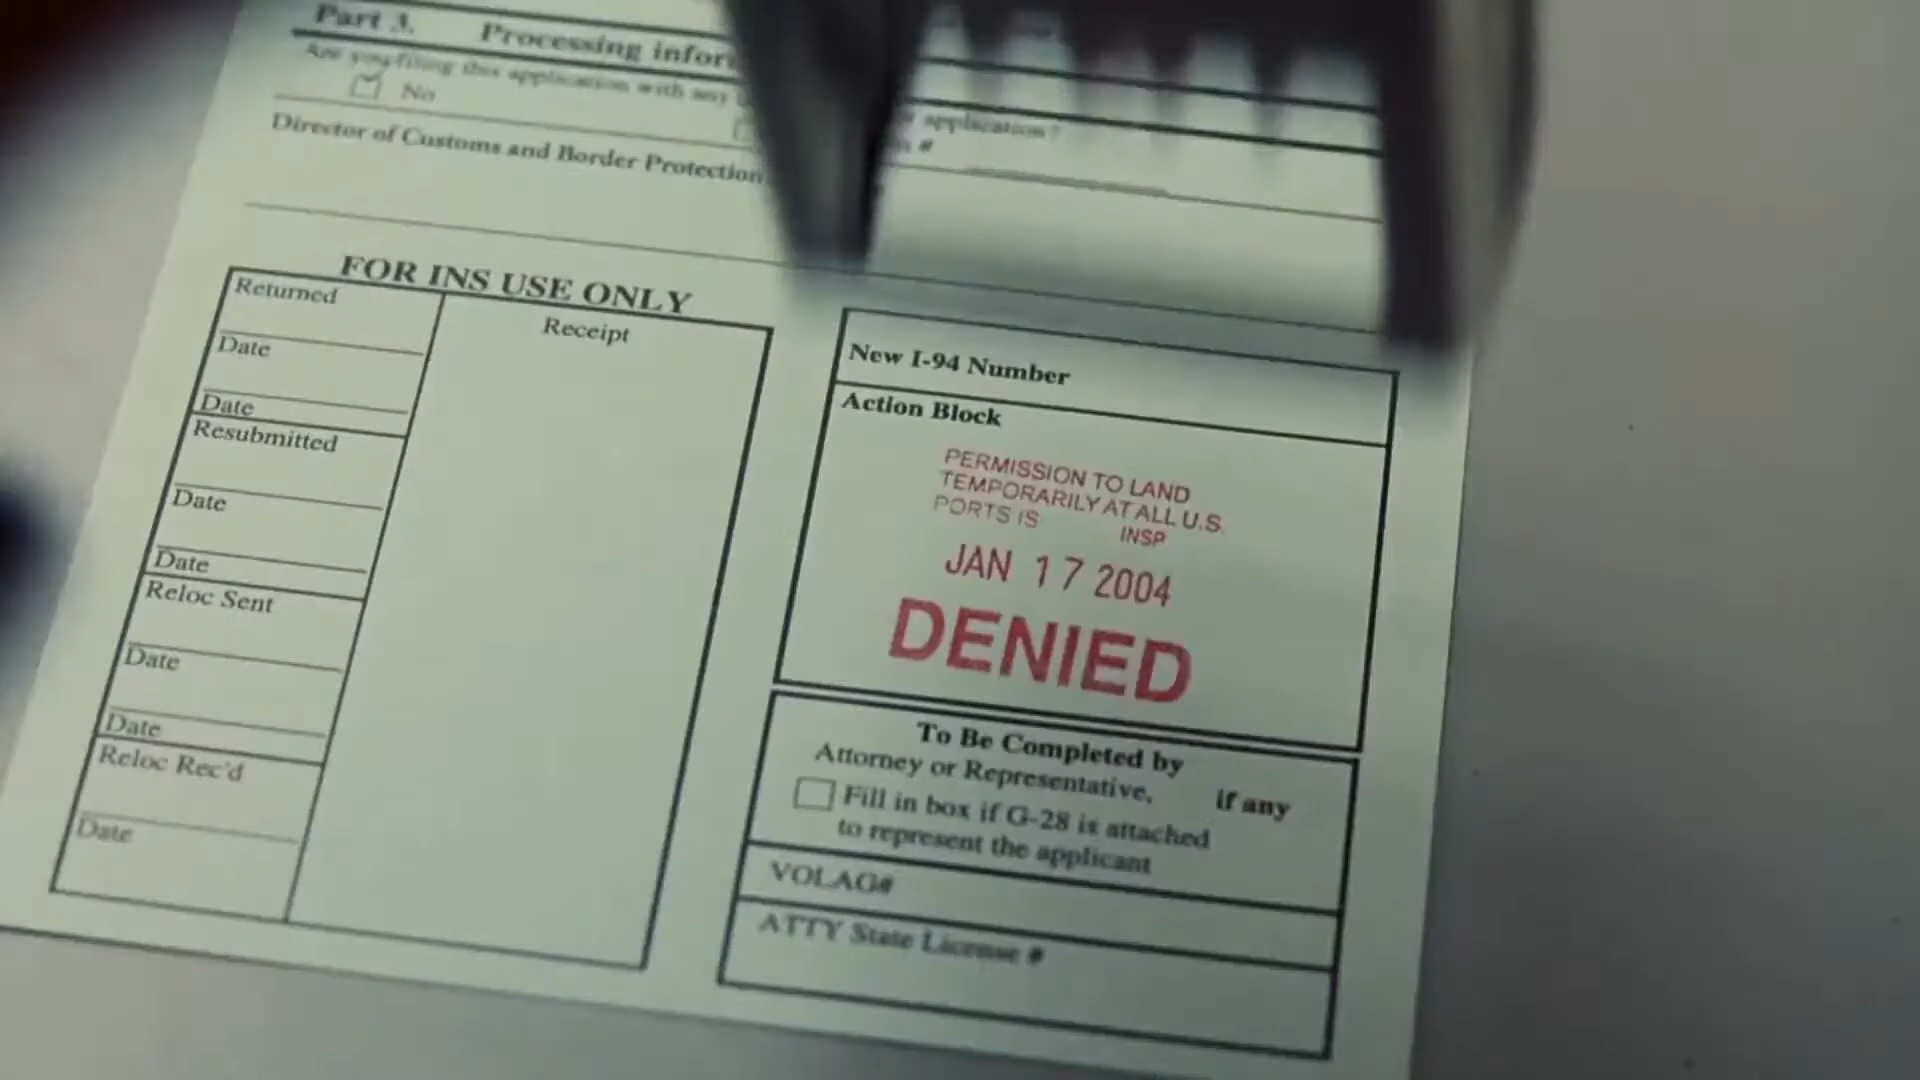 Part 3. Processing infor
Are you filing this application with any
application?
No
#
Director of Customs and Border Protection
FOR INS USE ONLY
Returned
Receipt
Date
Date
Resubmitted
Date
Date
Reloc Sent
Date
Date
Reloc Rec'd
Date
New I-94 Number
Action Block
PERMISSION TO LAND
TEMPORARILY AT ALL U.S.
PORTS IS INSP
JAN 17 2004
DENIED
To Be Completed by
Attorney or Representative, if any
Fill in box if G-28 is attached
to represent the applicant
VOLAG#
ATTY State License #